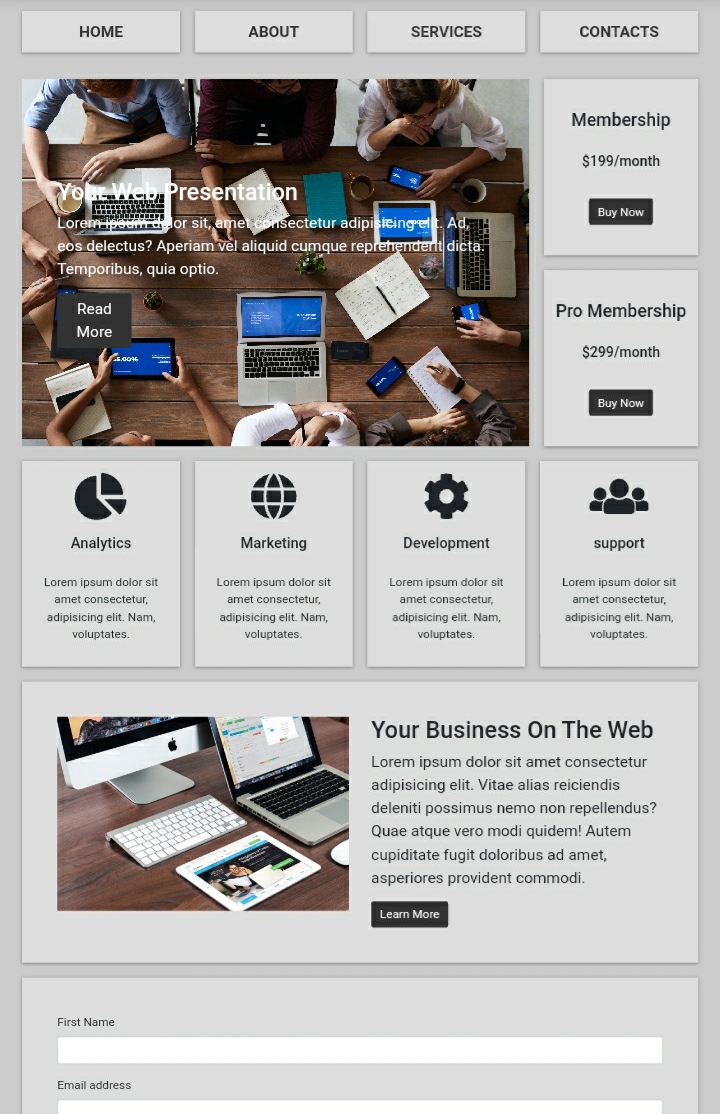 HOME
ABOUT
SERVICES
CONTACTS
Your Web Presentation
Lorem ipsum dolor sit, amet consectetur adipisicing elit. Ad,
eos delectus? Aperiam vel aliquid cumque reprehenderit dicta.
Temporibus, quia optio.
Read
More
Membership
$199/month
Buy Now
Pro Membership
$299/month
Buy Now
Analytics
Lorem ipsum dolor sit
amet consectetur,
adipisicing elit. Nam,
voluptates.
Marketing
Lorem ipsum dolor sit
amet consectetur,
adipisicing elit. Nam,
voluptates.
Development
Lorem ipsum dolor sit
amet consectetur,
adipisicing elit. Nam,
voluptates.
support
Lorem ipsum dolor sit
amet consectetur,
adipisicing elit. Nam,
voluptates.
Your Business On The Web
Lorem ipsum dolor sit amet consectetur
adipisicing elit. Vitae alias reiciendis
deleniti possimus nemo non repellendus?
Quae atque vero modi quidem! Autem
cupiditate fugit doloribus ad amet,
asperiores provident commodi.
Learn More
First Name
Email address